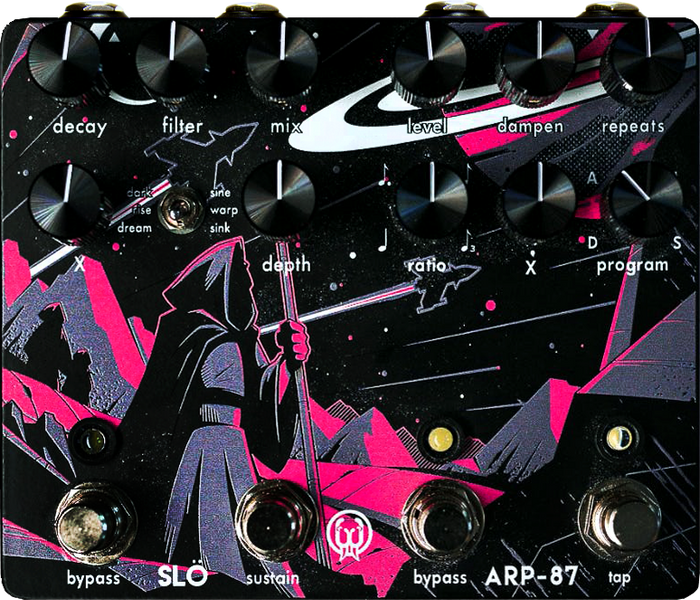 decay filter mix level dampen repeats
dark sine
rise warp
dream sink
A
D S
3
X depth ratio X program
bypass SLÖ sustain bypass ARP-87 tap